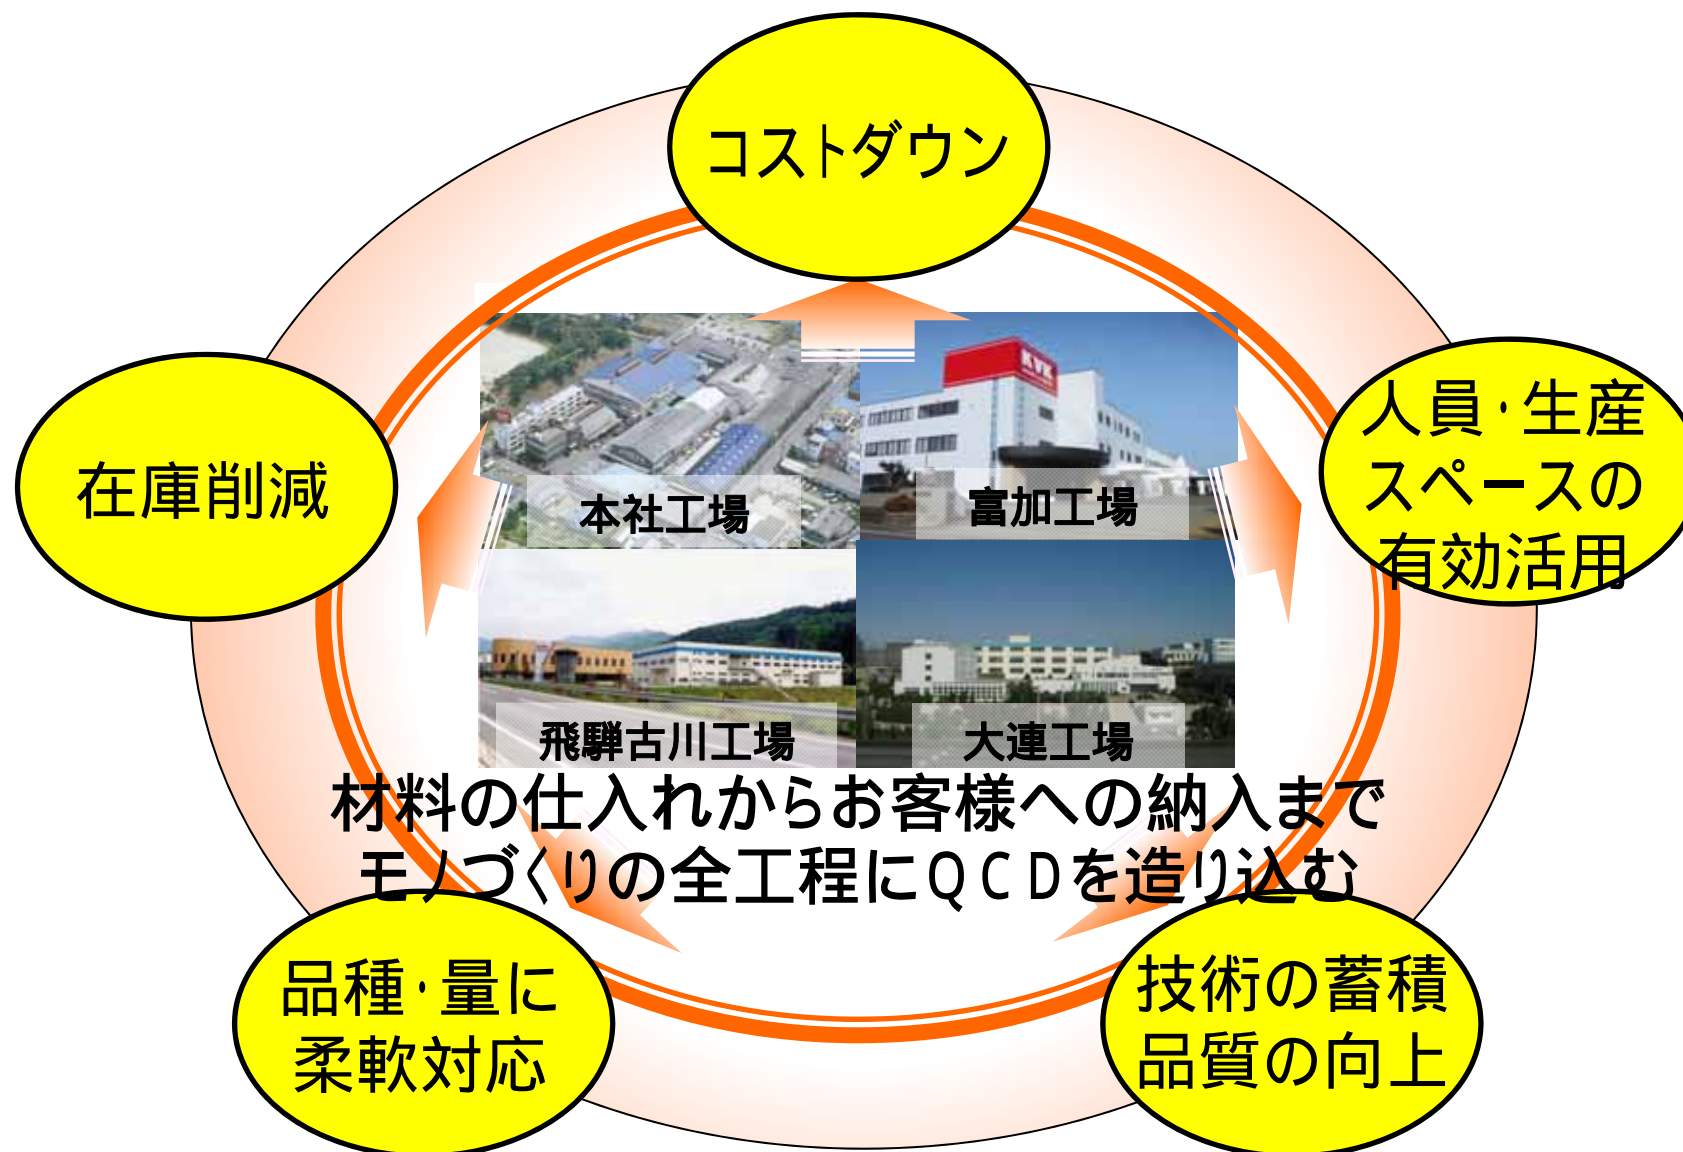 コストダウン
在庫削減
人員・生産
スペースの
有効活用
KVK
本社工場
富加工場
飛騨古川工場
大連工場
材料の仕入れからお客様への納入まで
モノづくりの全工程にQCDを造り込む
品種・量に
柔軟対応
技術の蓄積
品質の向上